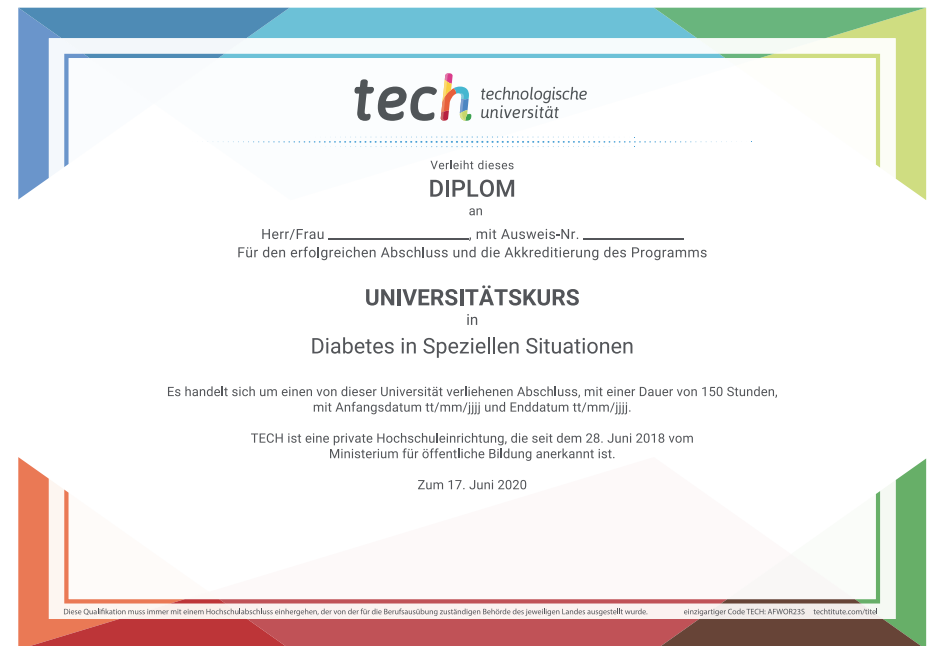 tech technologische
universität
Verleiht dieses
DIPLOM
an
Herr/Frau ____________, mit Ausweis-Nr. ____________
Für den erfolgreichen Abschluss und die Akkreditierung des Programms
UNIVERSITÄTSKURS
in
Diabetes in Speziellen Situationen
Es handelt sich um einen von dieser Universität verliehenen Abschluss, mit einer Dauer von 150 Stunden,
mit Anfangsdatum tt/mm/jjjj und Enddatum tt/mm/jjjj.
TECH ist eine private Hochschuleinrichtung, die seit dem 28. Juni 2018 vom
Ministerium für öffentliche Bildung anerkannt ist.
Zum 17. Juni 2020
Diese Qualifikation muss immer mit einem Hochschulabschluss einhergehen, der von der für die Berufsausübung zuständigen Behörde des jeweiligen Landes ausgestellt wurde. einzigartiger Code TECH: AFWOR23S techtitute.com/titel